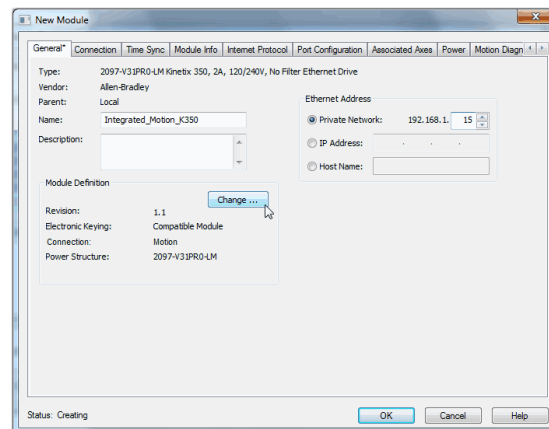 New Module
General* Connection Time Sync Module Info Internet Protocol Port Configuration Associated Axes Power Motion Diagn
Type: 2097-V31PR0-LM Kinetix 350, 2A, 120/240V, No Filter Ethernet Drive
Vendor: Allen-Bradley
Parent: Local
Name: Integrated_Motion_K350
Description:
Ethernet Address
Private Network: 192.168.1. 15
IP Address: . . .
Host Name:
Module Definition
Change ...
Revision: 1.1
Electronic Keying: Compatible Module
Connection: Motion
Power Structure: 2097-V31PR0-LM
Status: Creating
OK Cancel Help